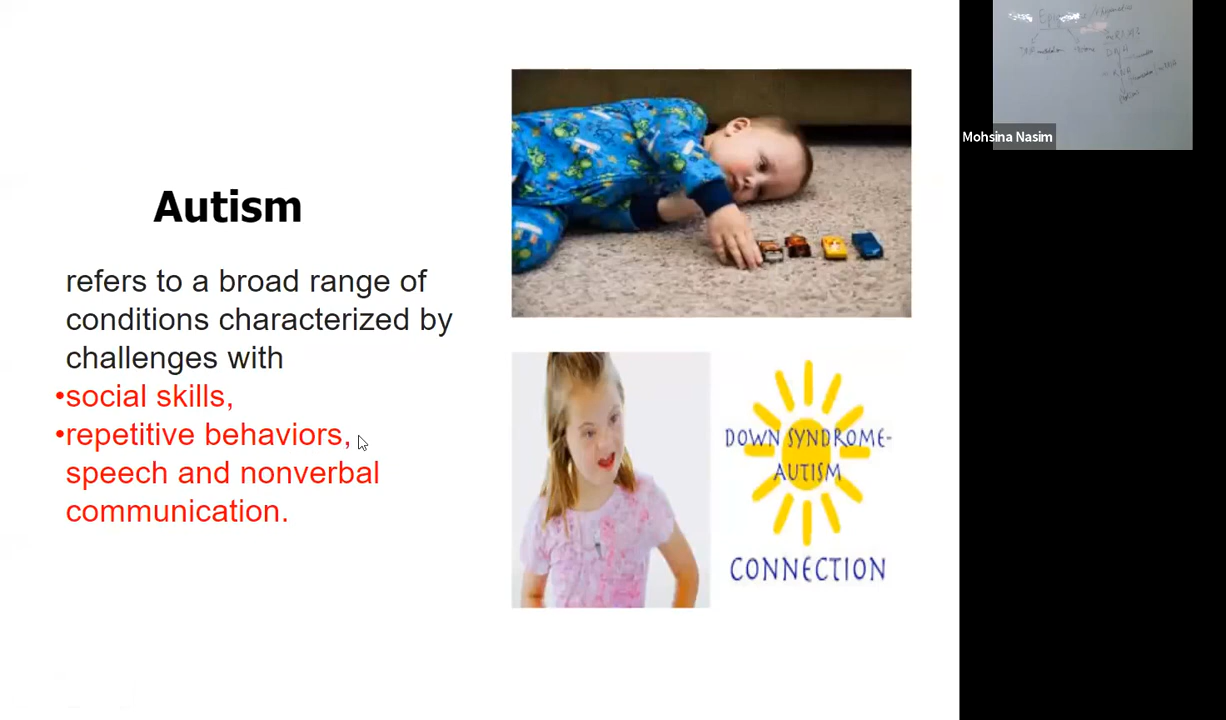 Autism
refers to a broad range of
conditions characterized by
challenges with
•social skills,
•repetitive behaviors,
speech and nonverbal
communication.
DOWN SYNDROME-
AUTISM
CONNECTION
Mohsina Nasim